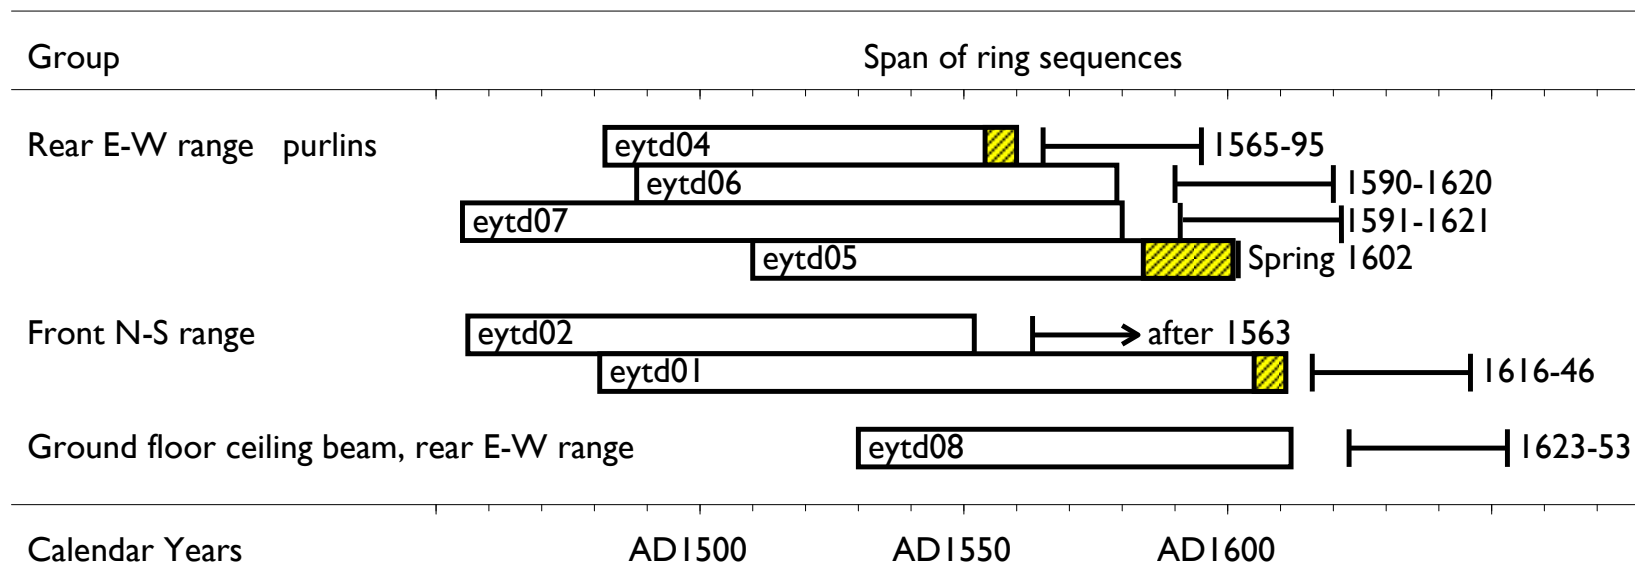 Group Span of ring sequences
Rear E-W range purlins eytd04 1565-95
eytd06 1590-1620
eytd07 1591-1621
eytd05 Spring 1602
Front N-S range eytd02 after 1563
eytd01 1616-46
Ground floor ceiling beam, rear E-W range eytd08 1623-53
Calendar Years AD1500 AD1550 AD1600